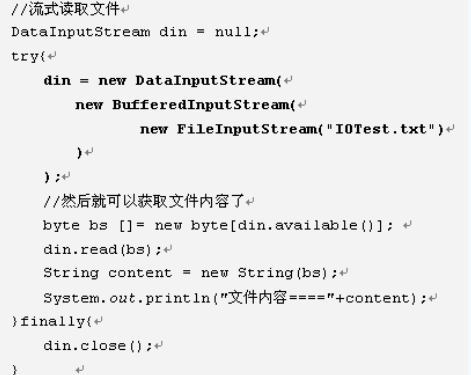 //流式读取文件
DataInputStream din = null;
try{
din = new DataInputStream(
new BufferedInputStream(
new FileInputStream("IOTest.txt")
)
);
//然后就可以获取文件内容了
byte bs []= new byte[din.available()];
din.read(bs);
String content = new String(bs);
System.out.println("文件内容===="+content);
}finally{
din.close();
}